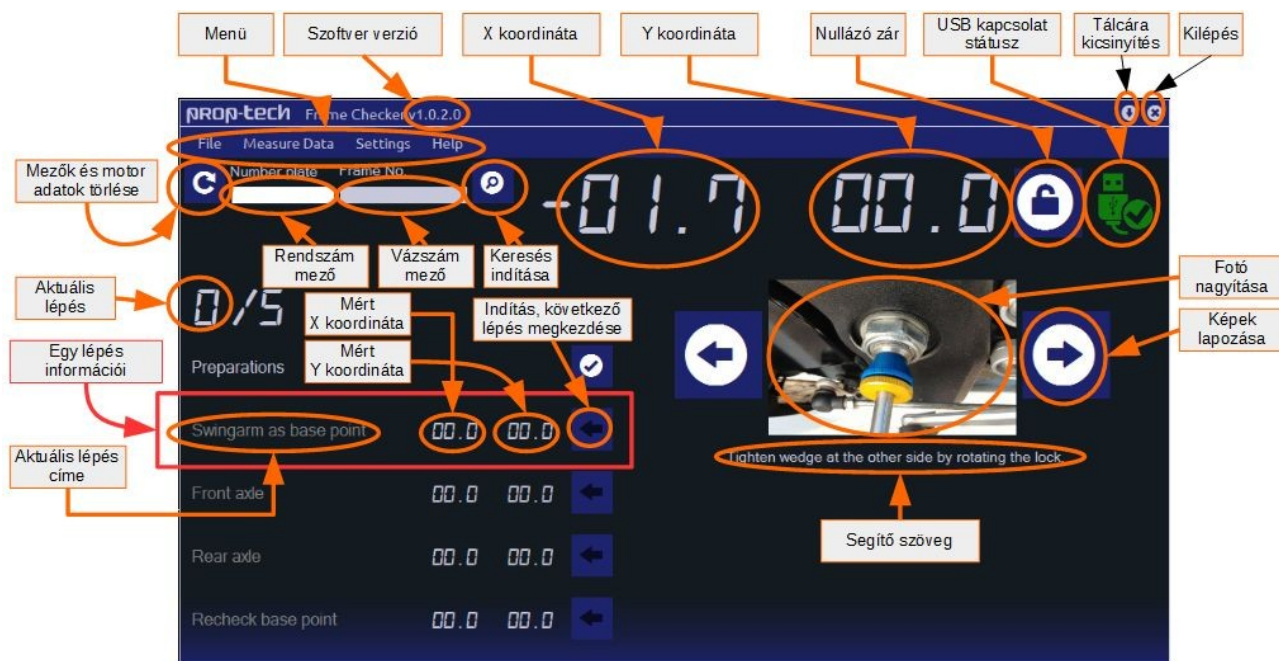 Menü
Szoftver verzió
X koordináta
Y koordináta
Nullázó zár
USB kapcsolat
státusz
Tálcára
kicsinyítés
Kilépés
prop-tech Frame Checker v1.0.2.0
File Measure Data Settings Help
Mezők és motor
adatok törlése
Number plate Frame No.
-01.7 00.0
Rendszám
mező
Vázszám
mező
Keresés
indítása
Aktuális
lépés
0/5
Mért
X koordináta
Indítás, következő
lépés megkezdése
Fotó
nagyítása
Képek
lapozása
Egy lépés
információi
Mért
Y koordináta
Preparations
Swingarm as base point 00.0 00.0
Tighten wedge at the other side by rotating the lock.
Aktuális lépés
címe
Front axle 00.0 00.0
Segítő szöveg
Rear axle 00.0 00.0
Recheck base point 00.0 00.0